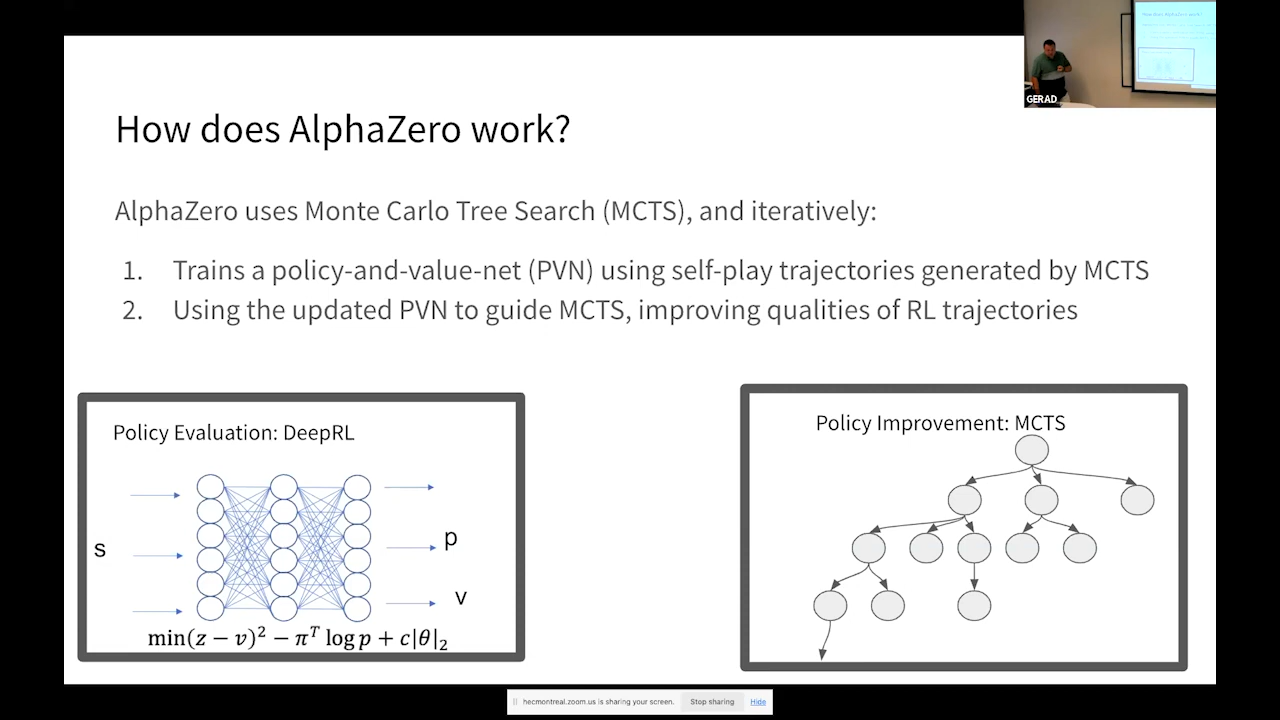 GERAD
How does AlphaZero work?
AlphaZero uses Monte Carlo Tree Search (MCTS), and iteratively:
1. Trains a policy-and-value-net (PVN) using self-play trajectories generated by MCTS
2. Using the updated PVN to guide MCTS, improving qualities of RL trajectories
Policy Evaluation: DeepRL
s
p
v
min(z − v)² − πᵀ log p + c|θ|₂
Policy Improvement: MCTS
hecmontreal.zoom.us is sharing your screen. Stop sharing Hide